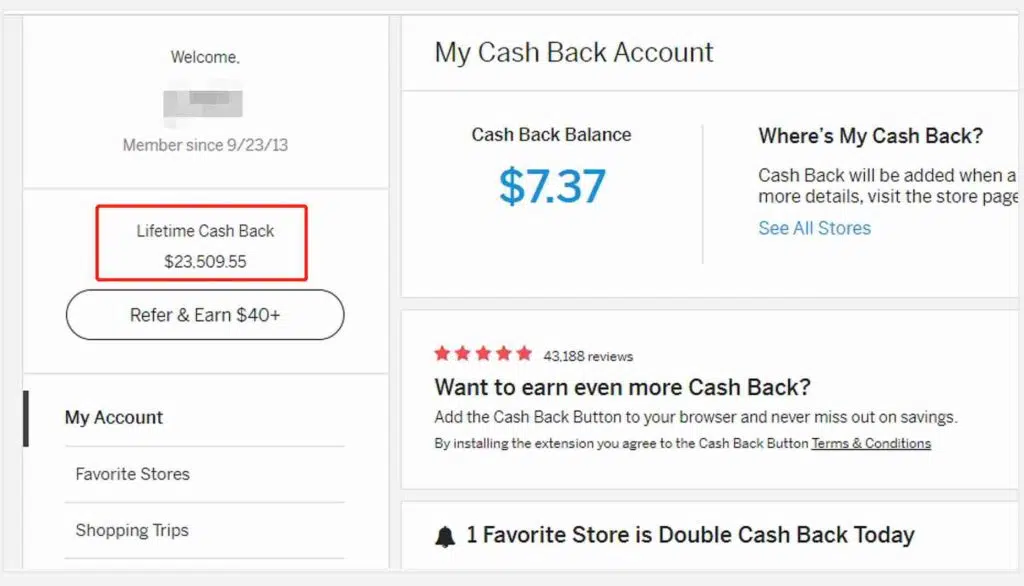 Welcome,
Member since 9/23/13
Lifetime Cash Back
$23,509.55
Refer & Earn $40+
My Account
Favorite Stores
Shopping Trips
My Cash Back Account
Cash Back Balance
$7.37
Where's My Cash Back?
Cash Back will be added when a
more details, visit the store page
See All Stores
43,188 reviews
Want to earn even more Cash Back?
Add the Cash Back Button to your browser and never miss out on savings.
By installing the extension you agree to the Cash Back Button Terms & Conditions
1 Favorite Store is Double Cash Back Today